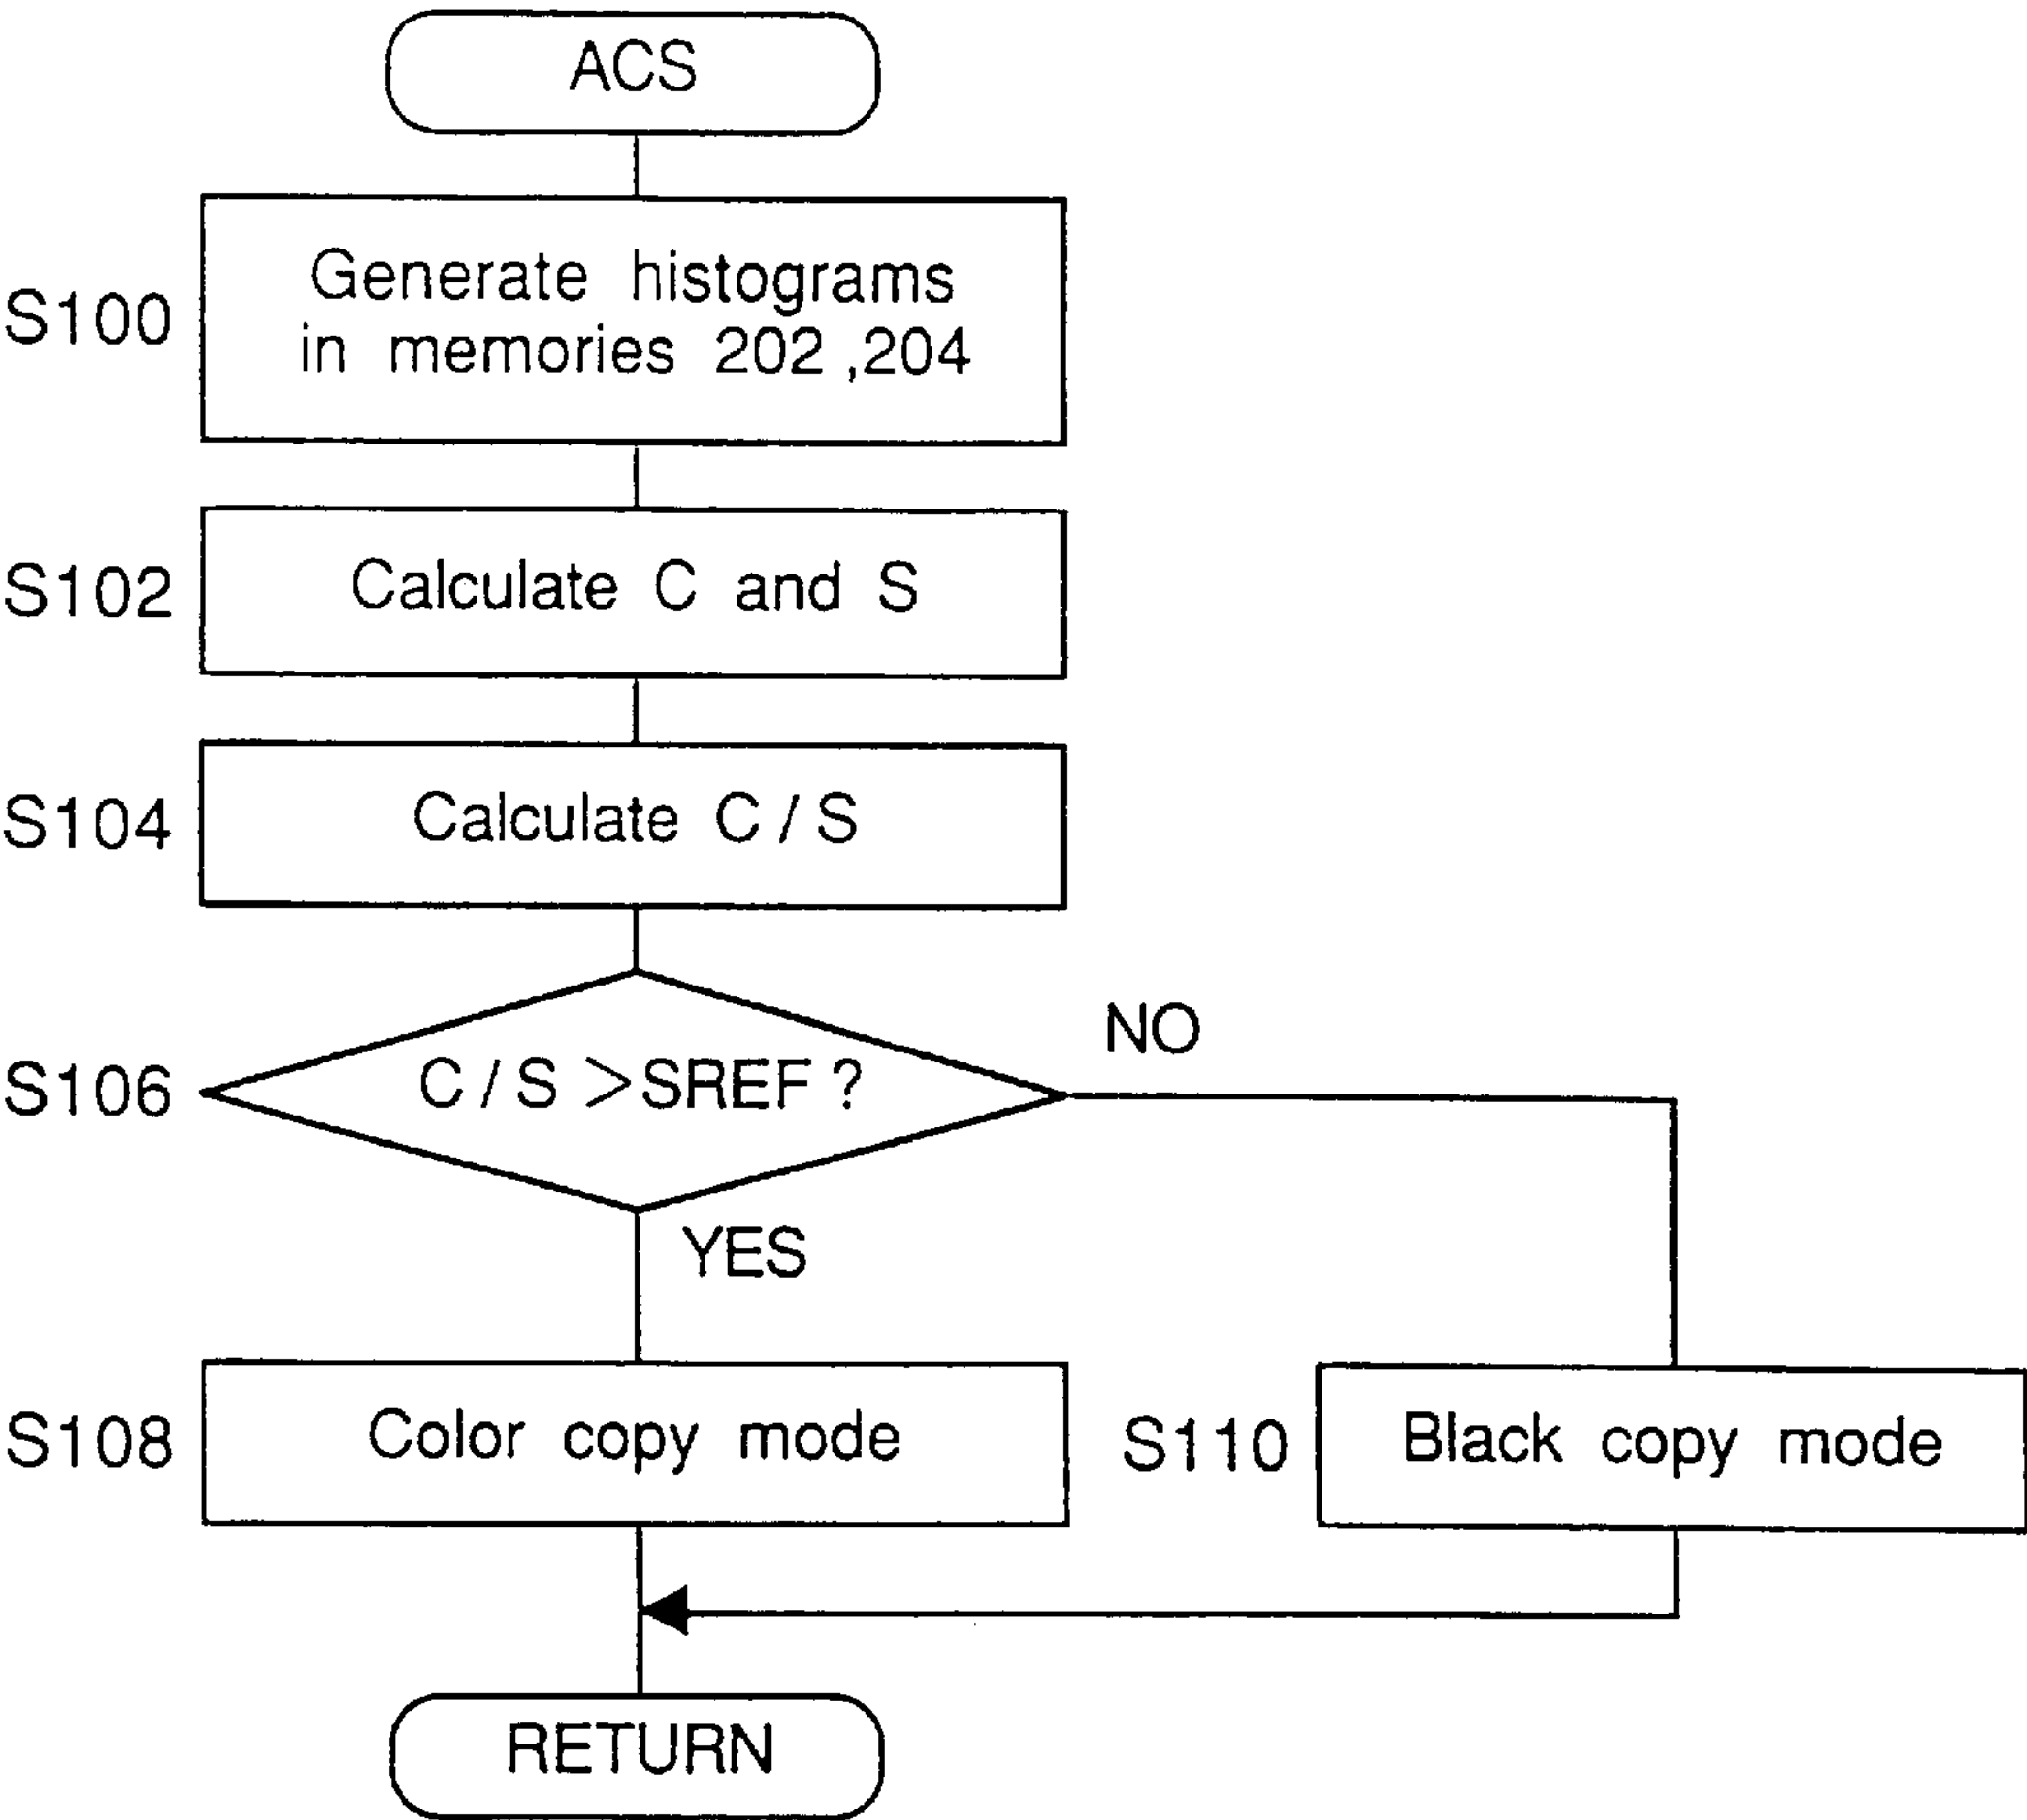 ACS
S100
Generate histograms
in memories 202,204
S102
Calculate C and S
S104
Calculate C/S
S106
C/S>SREF?
NO
YES
S108
Color copy mode
S110
Black copy mode
RETURN